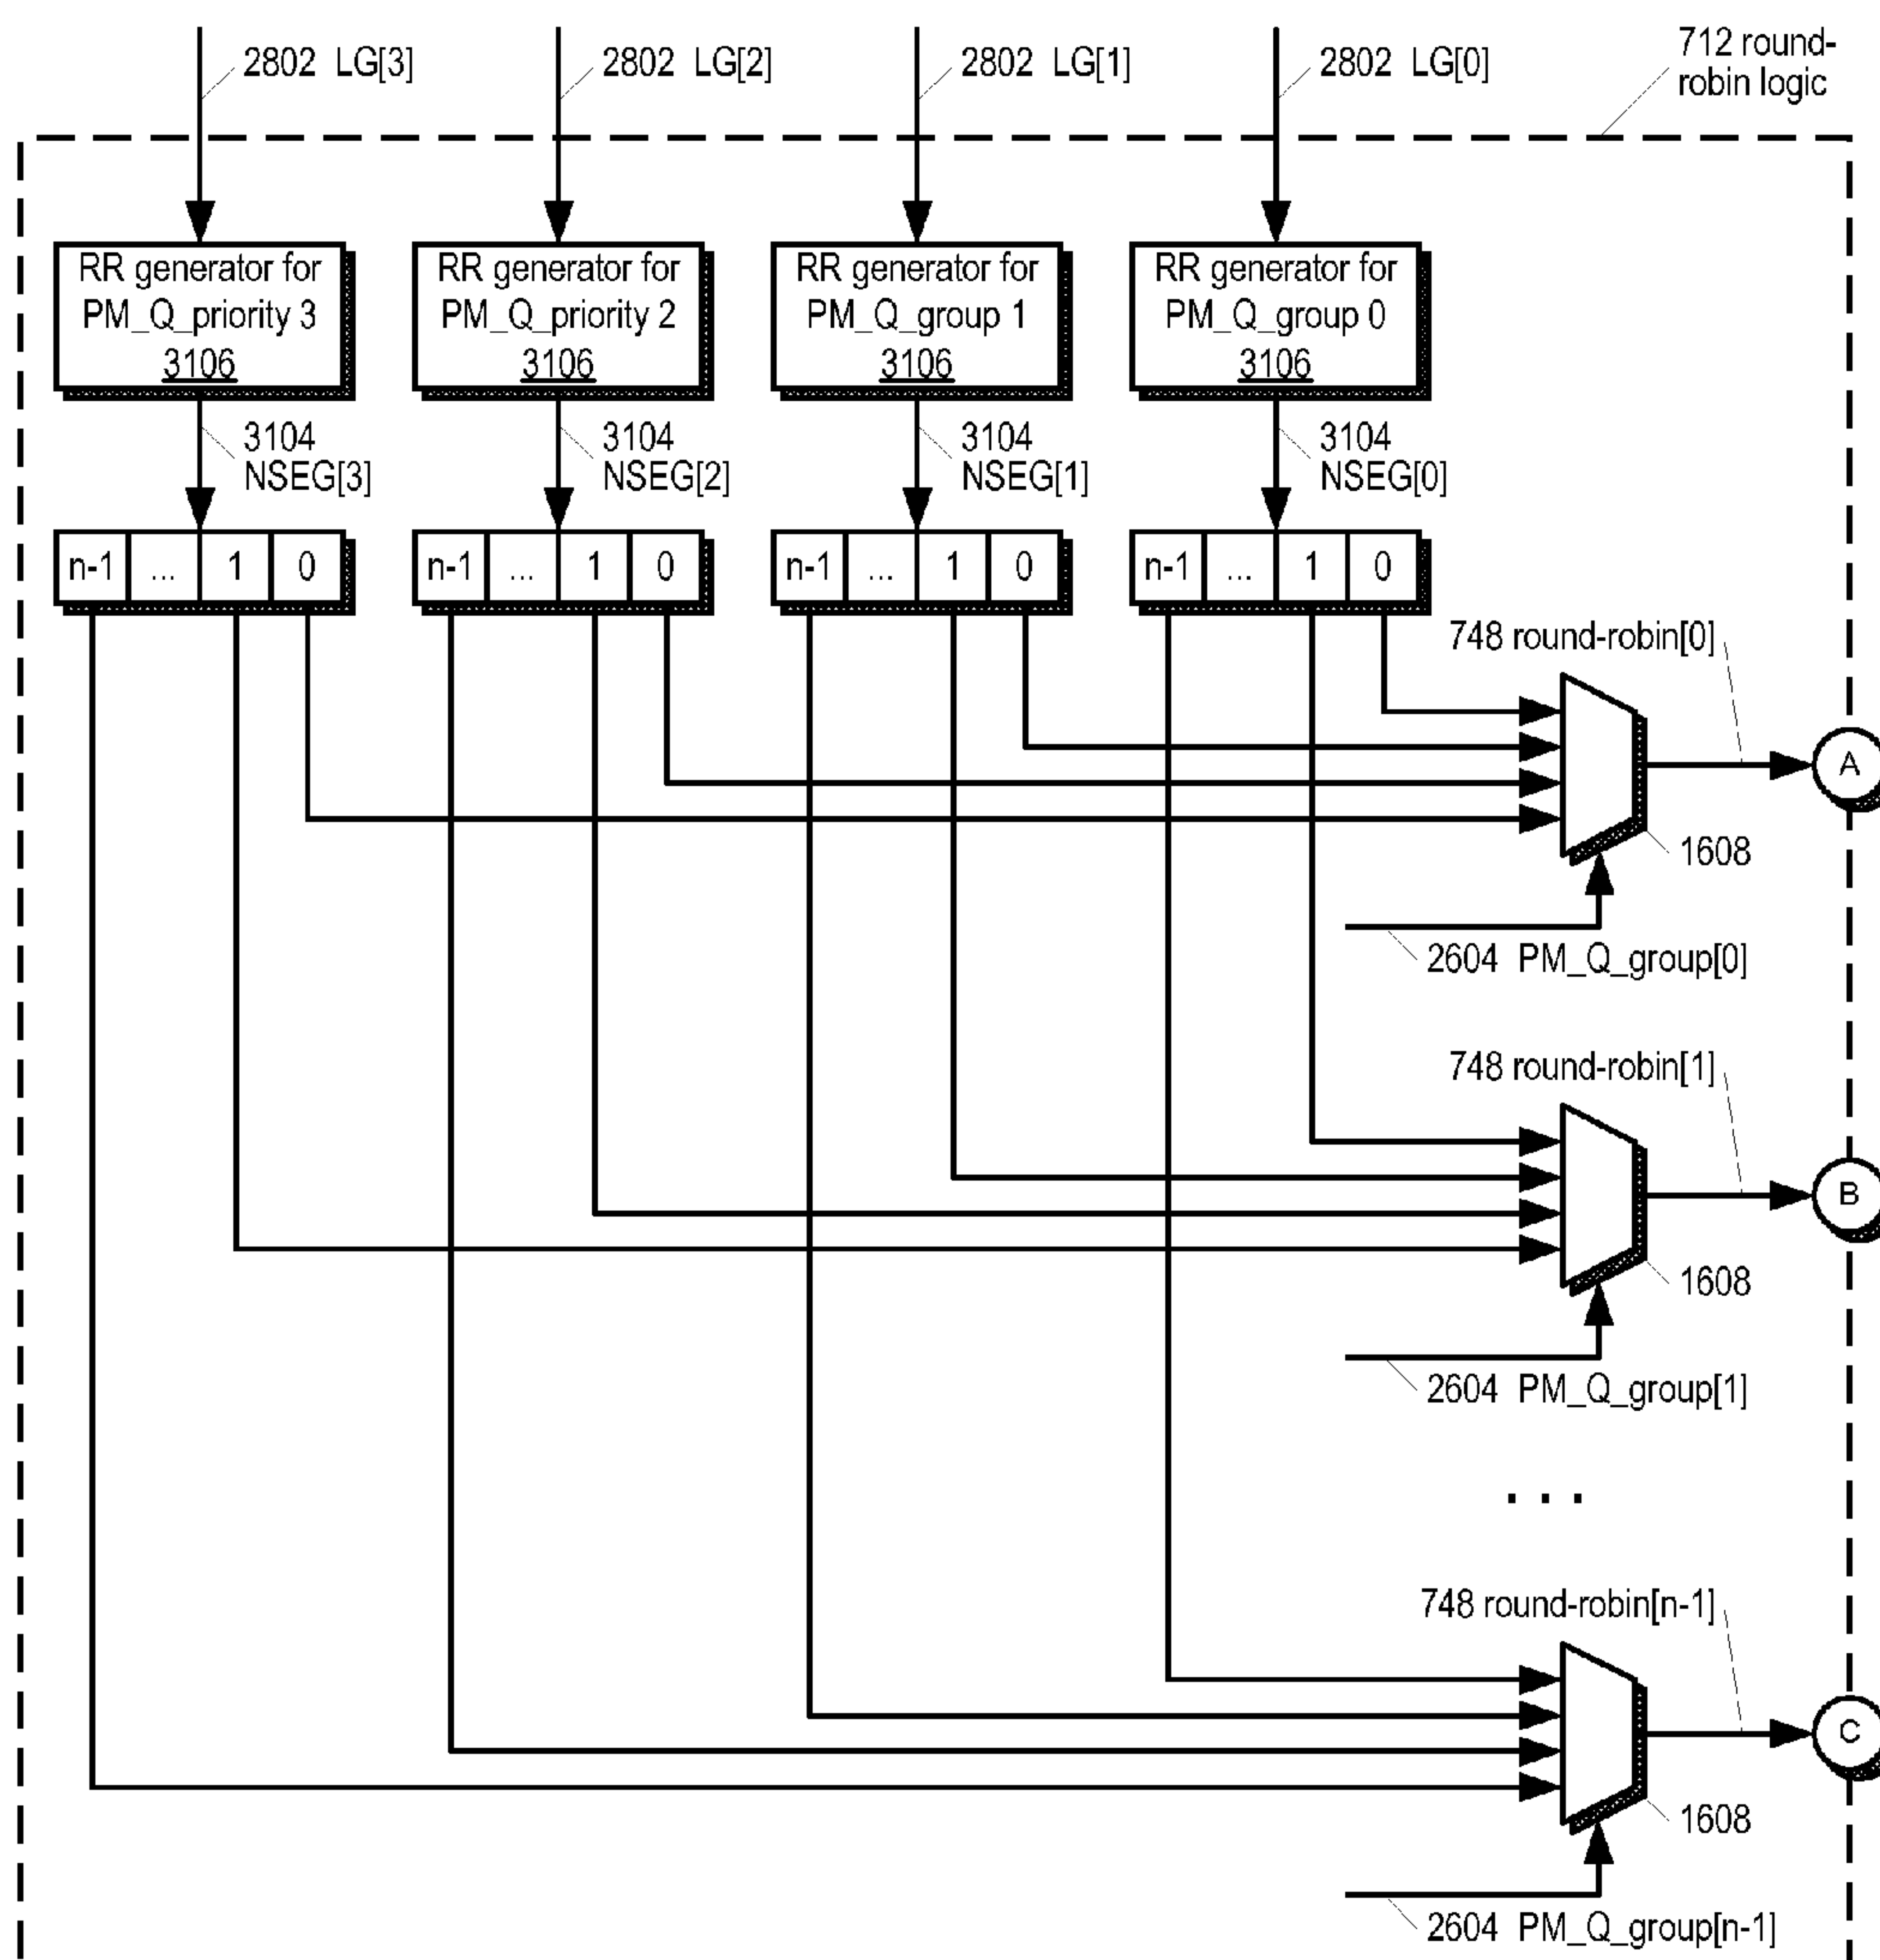 2802 LG[3]
2802 LG[2]
2802 LG[1]
2802 LG[0]
712 round-
robin logic
RR generator for
PM_Q_priority 3
3106
RR generator for
PM_Q_priority 2
3106
RR generator for
PM_Q_group 1
3106
RR generator for
PM_Q_group 0
3106
3104
NSEG[3]
3104
NSEG[2]
3104
NSEG[1]
3104
NSEG[0]
n-1 ... 1 0
n-1 ... 1 0
n-1 ... 1 0
n-1 ... 1 0
748 round-robin[0]
A
1608
2604 PM_Q_group[0]
748 round-robin[1]
B
1608
2604 PM_Q_group[1]
. . .
748 round-robin[n-1]
C
1608
2604 PM_Q_group[n-1]